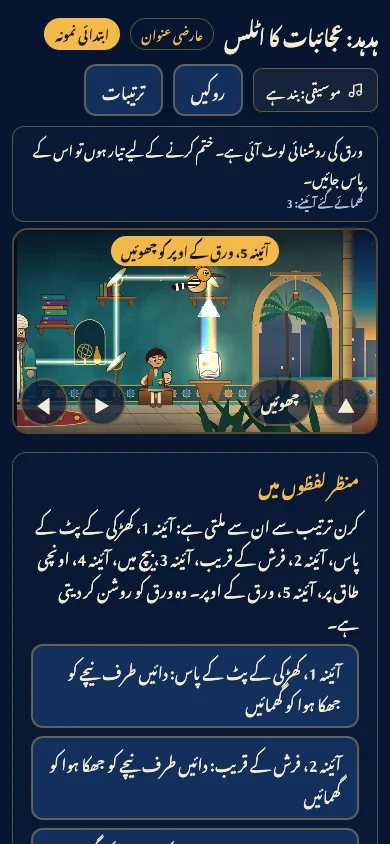 ہدہد: عجائبات کا اٹلس
عارضی عنوان
ابتدائی نمونہ
موسیقی: بند ہے
روکیں
ترتیبات
ورق کی روشنائی لوٹ آئی ہے۔ ختم کرنے کے لیے تیار ہوں تو اس کے
پاس جائیں۔
گھمائے گئے آئینے: 3
آئینہ 5، ورق کے اوپر کو چھوئیں
چھوئیں
منظر لفظوں میں
کرن ترتیب سے ان سے ملتی ہے: آئینہ 1، کھڑکی کے پٹ کے
پاس، آئینہ 2، فرش کے قریب، آئینہ 3، بیچ میں، آئینہ 4، اونچی
طاق پر، آئینہ 5، ورق کے اوپر۔ وہ ورق کو روشن کر دیتی
ہے۔
آئینہ 1، کھڑکی کے پٹ کے پاس: دائیں طرف نیچے کو
جھکا ہوا کو گھمائیں
آئینہ 2، فرش کے قریب: دائیں طرف نیچے کو جھکا ہوا کو
گھمائیں